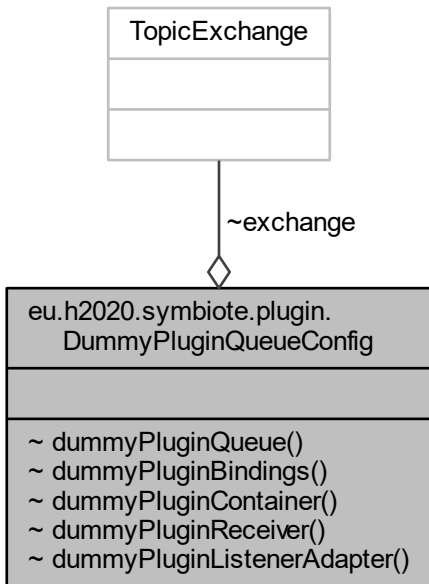 TopicExchange
~exchange
eu.h2020.symbiote.plugin.
DummyPluginQueueConfig
~ dummyPluginQueue()
~ dummyPluginBindings()
~ dummyPluginContainer()
~ dummyPluginReceiver()
~ dummyPluginListenerAdapter()